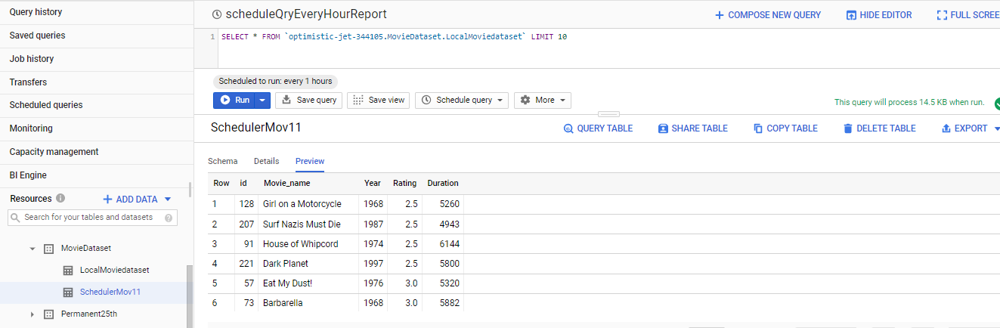 Query history
Saved queries
Job history
Transfers
Scheduled queries
Monitoring
Capacity management
BI Engine
Resources
ADD DATA
Search for your tables and datasets
MovieDataset
LocalMoviedataset
SchedulerMov11
Permanent25th
scheduleQryEveryHourReport
COMPOSE NEW QUERY
HIDE EDITOR
FULL SCREE
1 SELECT * FROM `optimistic-jet-344105.MovieDataset.LocalMoviedataset` LIMIT 10
Scheduled to run: every 1 hours
Run Save query Save view Schedule query More
This query will process 14.5 KB when run.
SchedulerMov11 QUERY TABLE SHARE TABLE COPY TABLE DELETE TABLE EXPORT
Schema Details Preview
Row id Movie_name Year Rating Duration
1 128 Girl on a Motorcycle 1968 2.5 5260
2 207 Surf Nazis Must Die 1987 2.5 4943
3 91 House of Whipcord 1974 2.5 6144
4 221 Dark Planet 1997 2.5 5800
5 57 Eat My Dust! 1976 3.0 5320
6 73 Barbarella 1968 3.0 5882